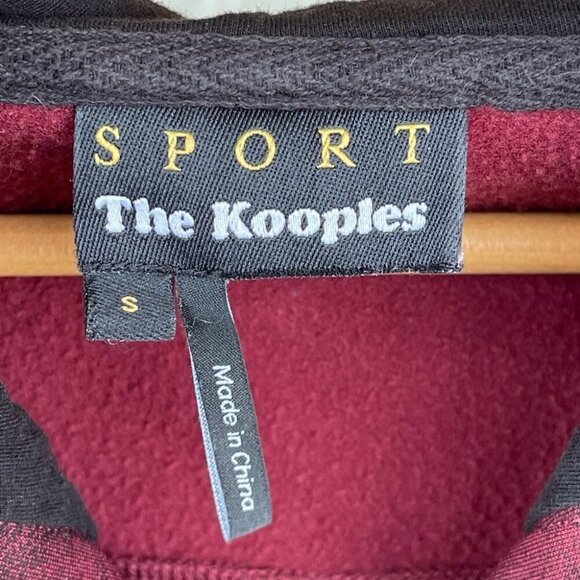 SPORT
The Kooples
S
Made in China